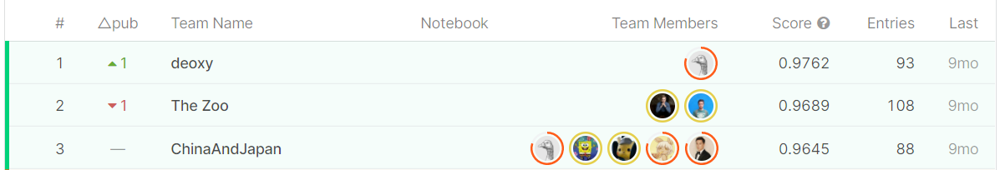 # △pub Team Name Notebook Team Members Score ? Entries Last
1 1 deoxy 0.9762 93 9mo
2 1 The Zoo 0.9689 108 9mo
3 — ChinaAndJapan 0.9645 88 9mo